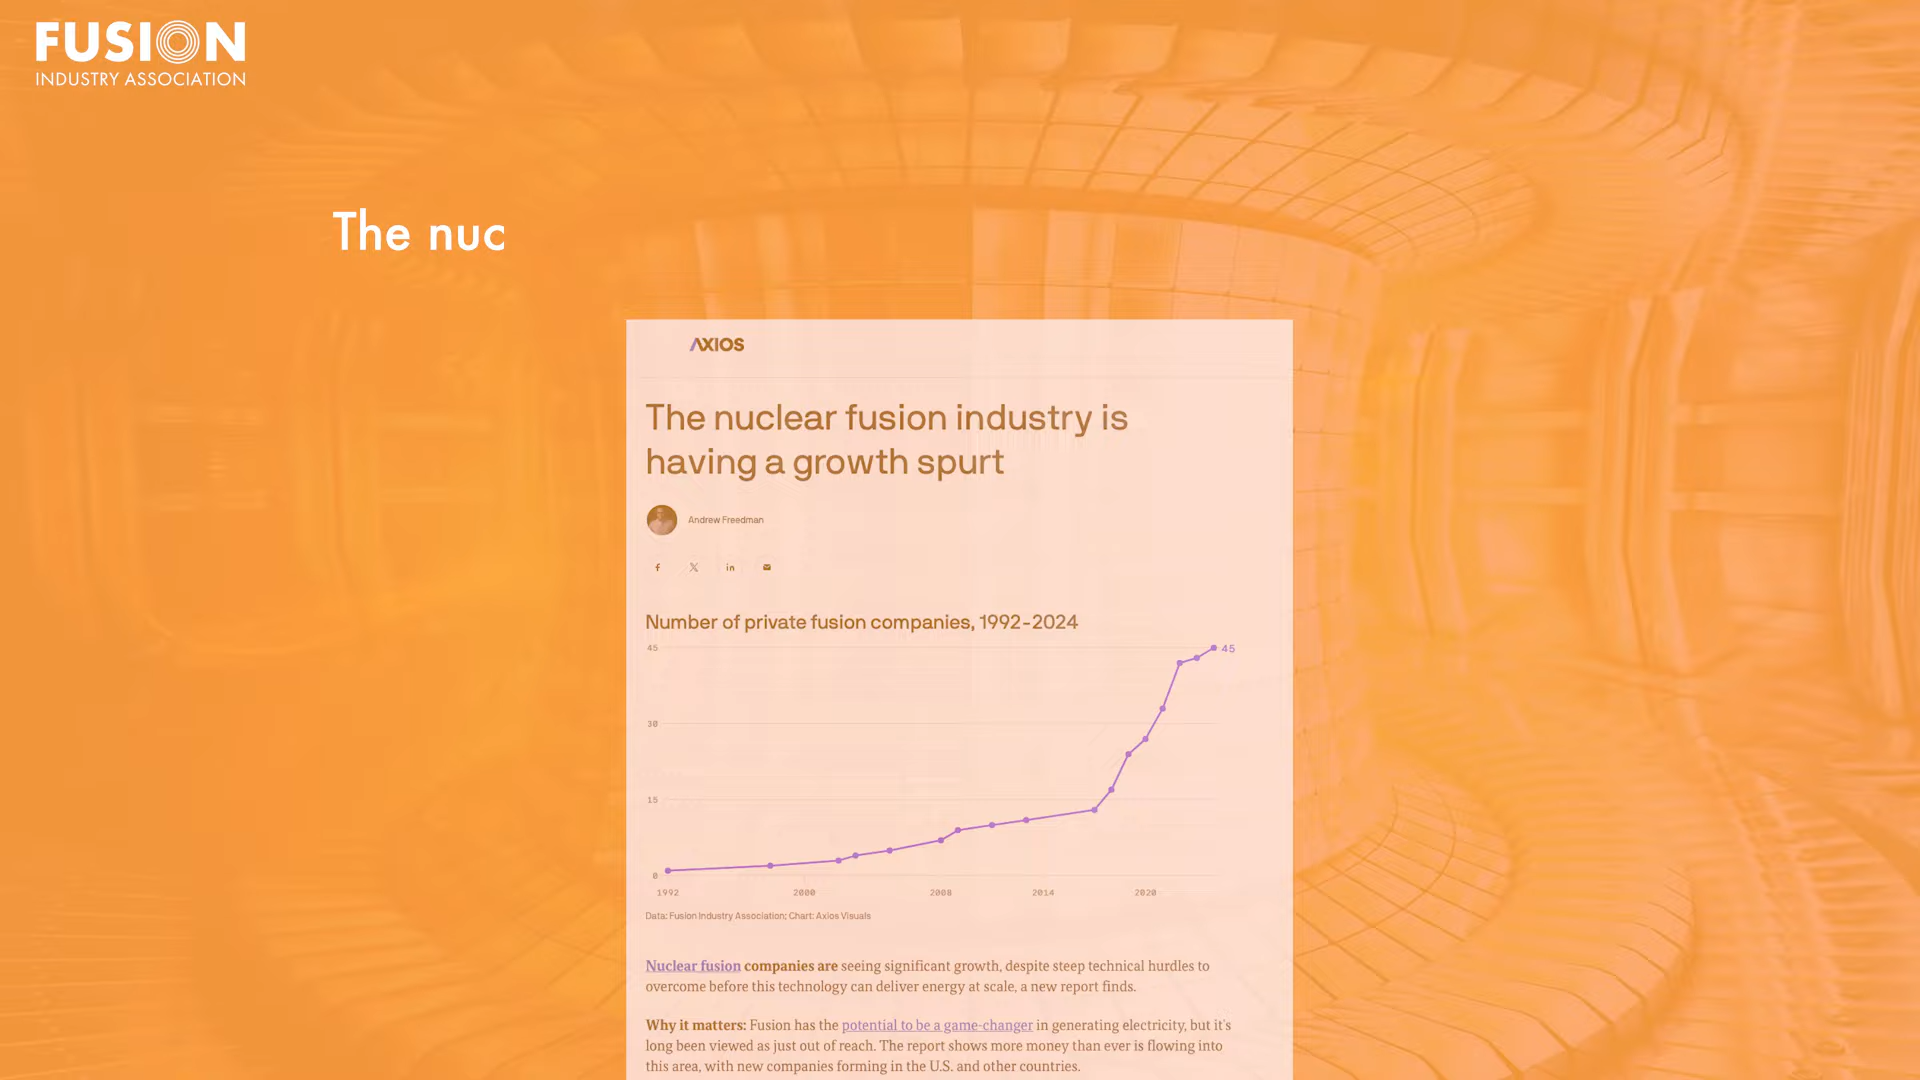 FUSION
INDUSTRY ASSOCIATION
The nuc
AXIOS
The nuclear fusion industry is
having a growth spurt
Andrew Freedman
Number of private fusion companies, 1992-2024
45
45
30
15
0
1992 2000 2008 2014 2020
Data: Fusion Industry Association; Chart: Axios Visuals
Nuclear fusion companies are seeing significant growth, despite steep technical hurdles to
overcome before this technology can deliver energy at scale, a new report finds.
Why it matters: Fusion has the potential to be a game-changer in generating electricity, but it's
long been viewed as just out of reach. The report shows more money than ever is flowing into
this area, with new companies forming in the U.S. and other countries.